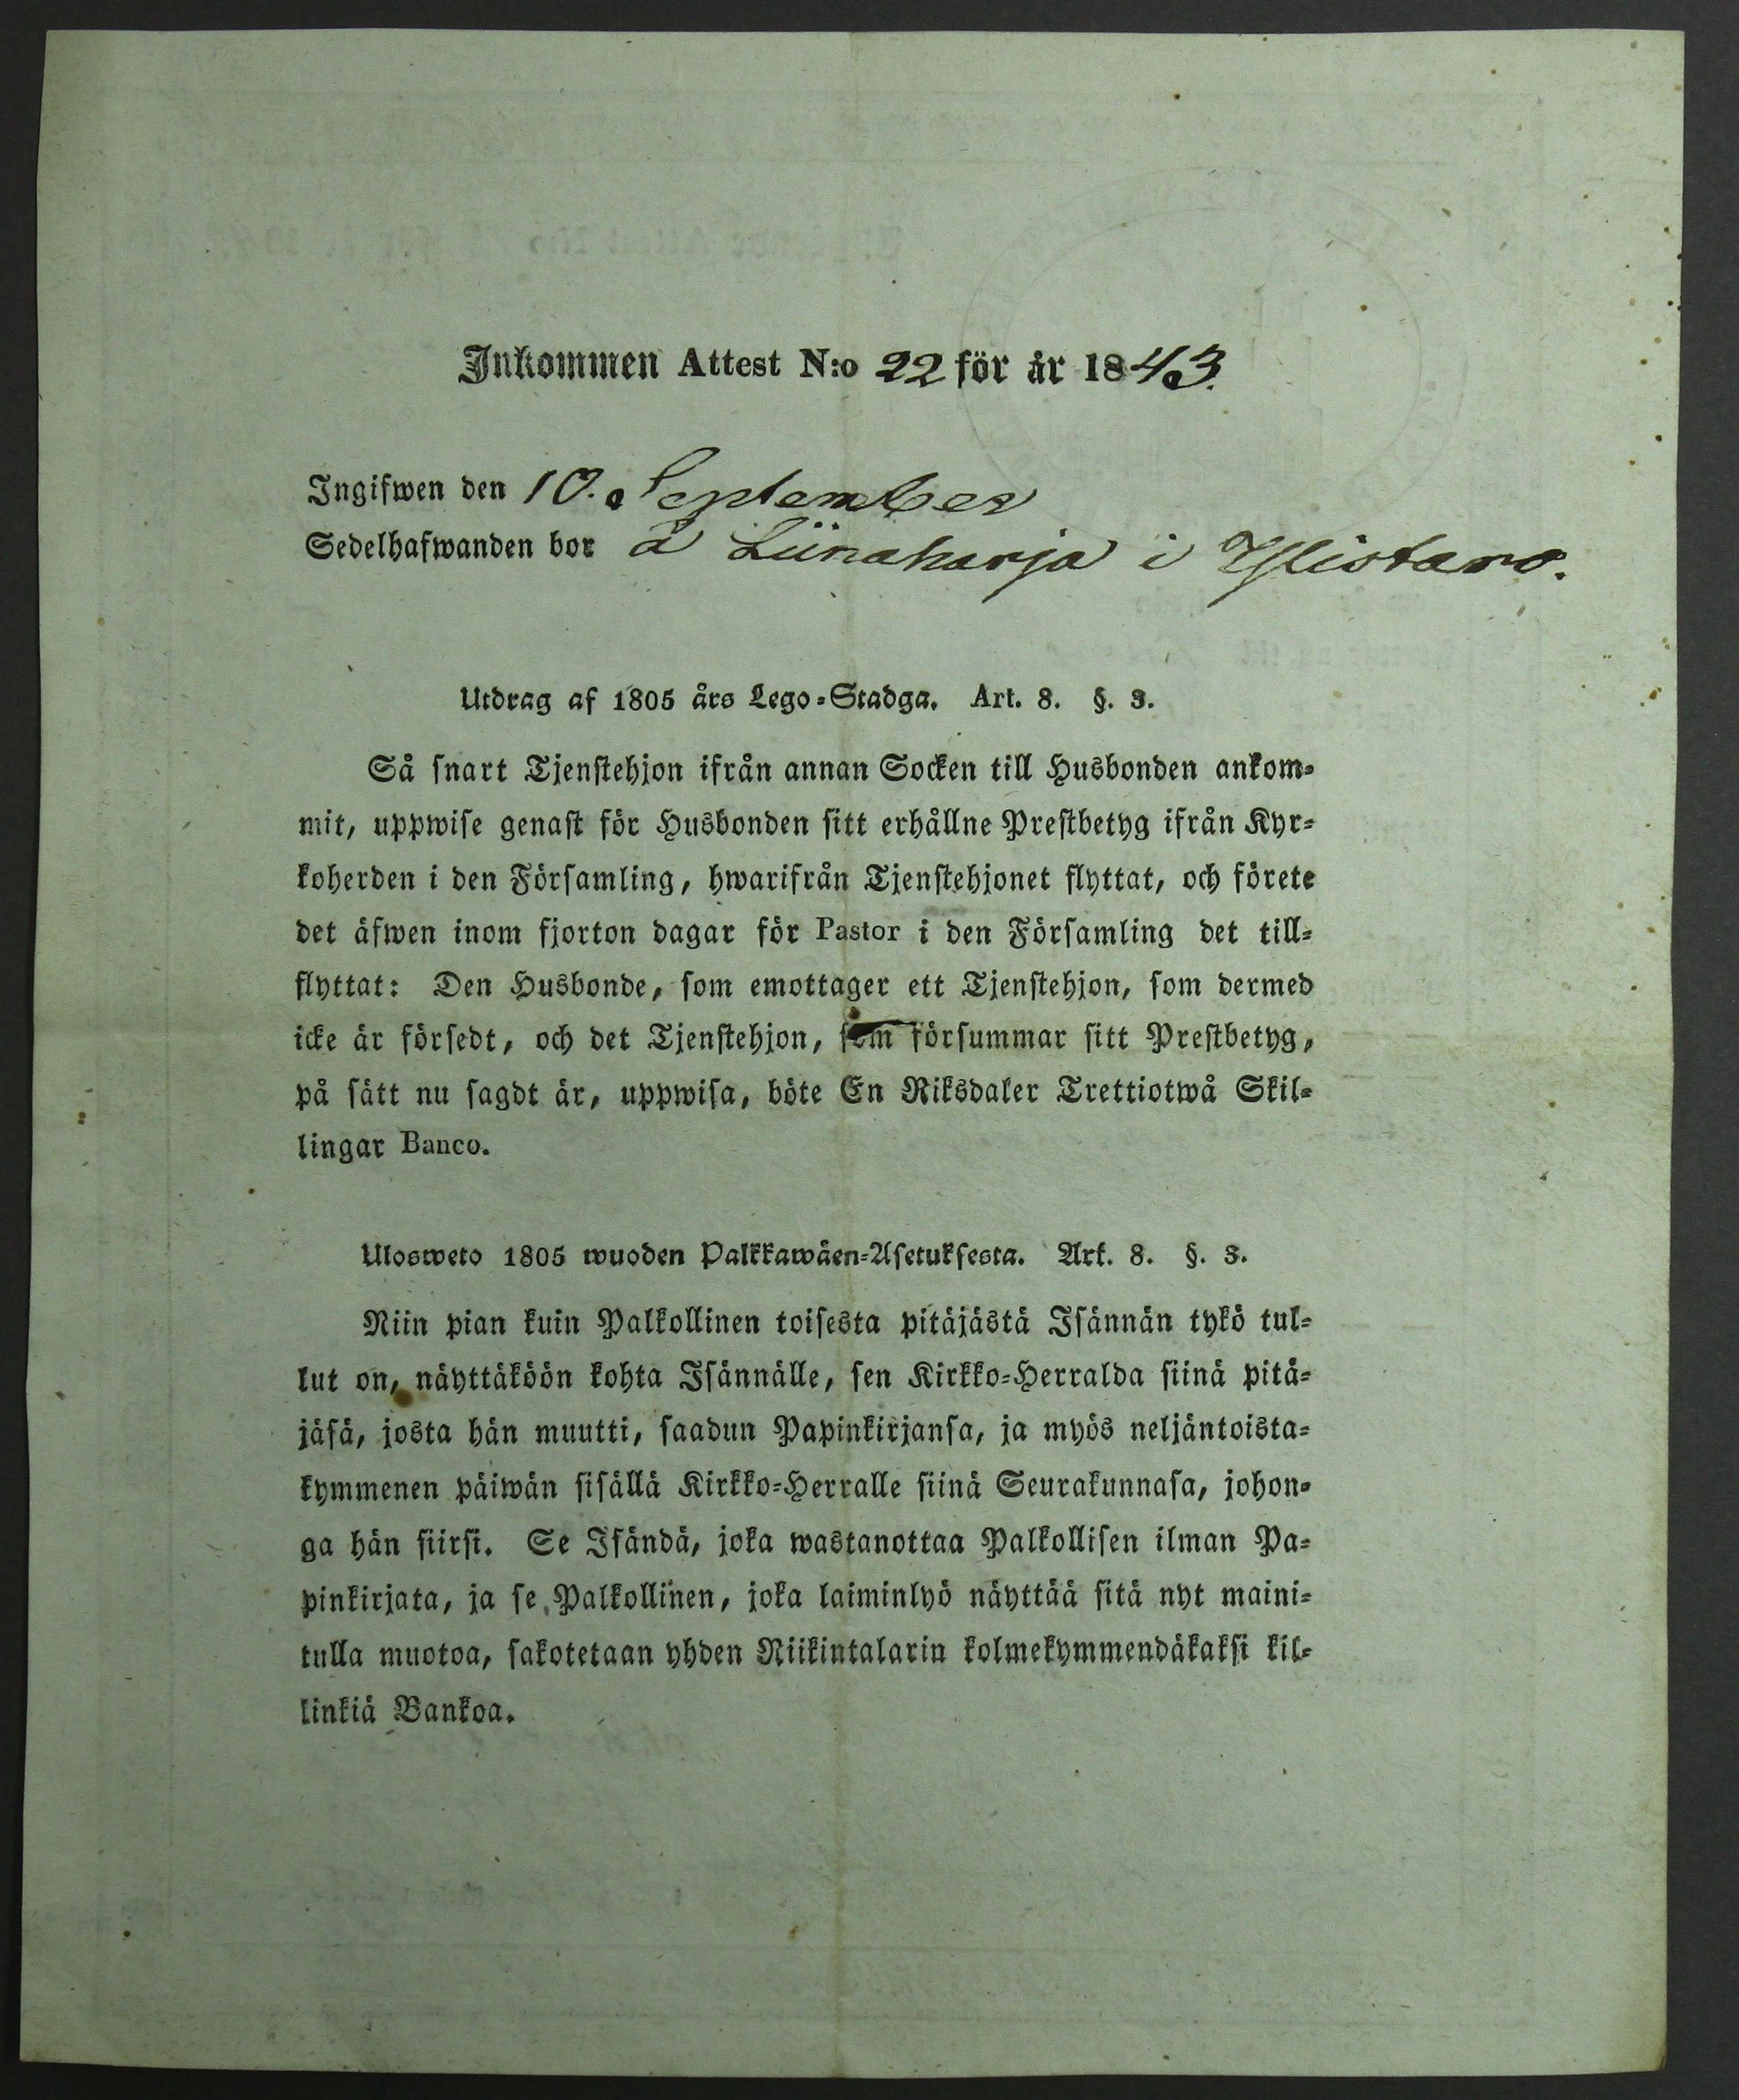 Inkommen Attest N:o 22 för år 1843.
Ingifwen den 10. September
Sedelhafwanden bor å Liinaharja i Ylistaro.
Utdrag af 1805 års Lego-Stadga. Art. 8. §. 3.
Så snart Tjenstehjon ifrån annan Socken till Husbonden ankom-
mit, uppwise genast för Husbonden sitt erhållne Prestbetyg ifrån Kyr-
koherden i den Församling, hwarifrån Tjenstehjonet flyttat, och förete
det äfwen inom fjorton dagar för Pastor i den Församling det till-
flyttat: Den Husbonde, som emottager ett Tjenstehjon, som dermed
icke är försedt, och det Tjenstehjon, som försummar sitt Prestbetyg,
på sätt nu sagdt är, uppwisa, böte En Riksdaler Trettiotwå Skil-
lingar Banco.
Ulosweto 1805 wuoden Palkkawäen-Asetuksesta. Art. 8. §. 3.
Niin pian kuin Palkollinen toisesta pitäjästä Isännän tykö tul-
lut on, näyttäköön kohta Isännälle, sen Kirkko-Herralda siinä pitä-
jäsä, josta hän muutti, saadun Papinkirjansa, ja myös neljäntoista-
kymmenen päiwän sisällä Kirkko-Herralle siinä Seurakunnasa, johon-
ga hän siirsi. Se Isändä, joka wastanottaa Palkollisen ilman Pa-
pinkirjata, ja se Palkollinen, joka laiminlyö näyttää sitä nyt maini-
tulla muotoa, sakotetaan yhden Riikintalarin kolmekymmendäkaksi kil-
linkiä Bankoa.